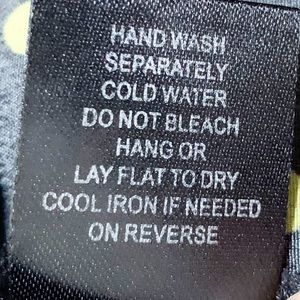 HAND WASH
SEPARATELY
COLD WATER
DO NOT BLEACH
HANG OR
LAY FLAT TO DRY
COOL IRON IF NEEDED
ON REVERSE